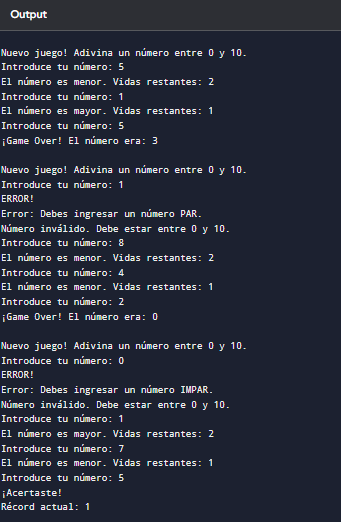 Output
Nuevo juego! Adivina un número entre 0 y 10.
Introduce tu número: 5
El número es menor. Vidas restantes: 2
Introduce tu número: 1
El número es mayor. Vidas restantes: 1
Introduce tu número: 5
¡Game Over! El número era: 3
Nuevo juego! Adivina un número entre 0 y 10.
Introduce tu número: 1
ERROR!
Error: Debes ingresar un número PAR.
Número inválido. Debe estar entre 0 y 10.
Introduce tu número: 8
El número es menor. Vidas restantes: 2
Introduce tu número: 4
El número es menor. Vidas restantes: 1
Introduce tu número: 2
¡Game Over! El número era: 0
Nuevo juego! Adivina un número entre 0 y 10.
Introduce tu número: 0
ERROR!
Error: Debes ingresar un número IMPAR.
Número inválido. Debe estar entre 0 y 10.
Introduce tu número: 1
El número es mayor. Vidas restantes: 2
Introduce tu número: 7
El número es menor. Vidas restantes: 1
Introduce tu número: 5
¡Acertaste!
Récord actual: 1